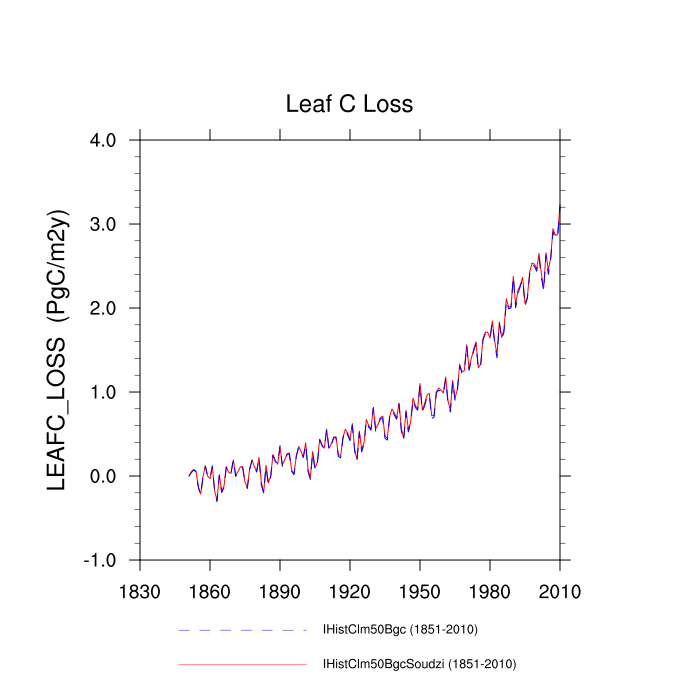 Leaf C Loss
LEAFC_LOSS (PgC/m2y)
4.0
3.0
2.0
1.0
0.0
-1.0
1830 1860 1890 1920 1950 1980 2010
IHistClm50Bgc (1851-2010)
IHistClm50BgcSoudzi (1851-2010)